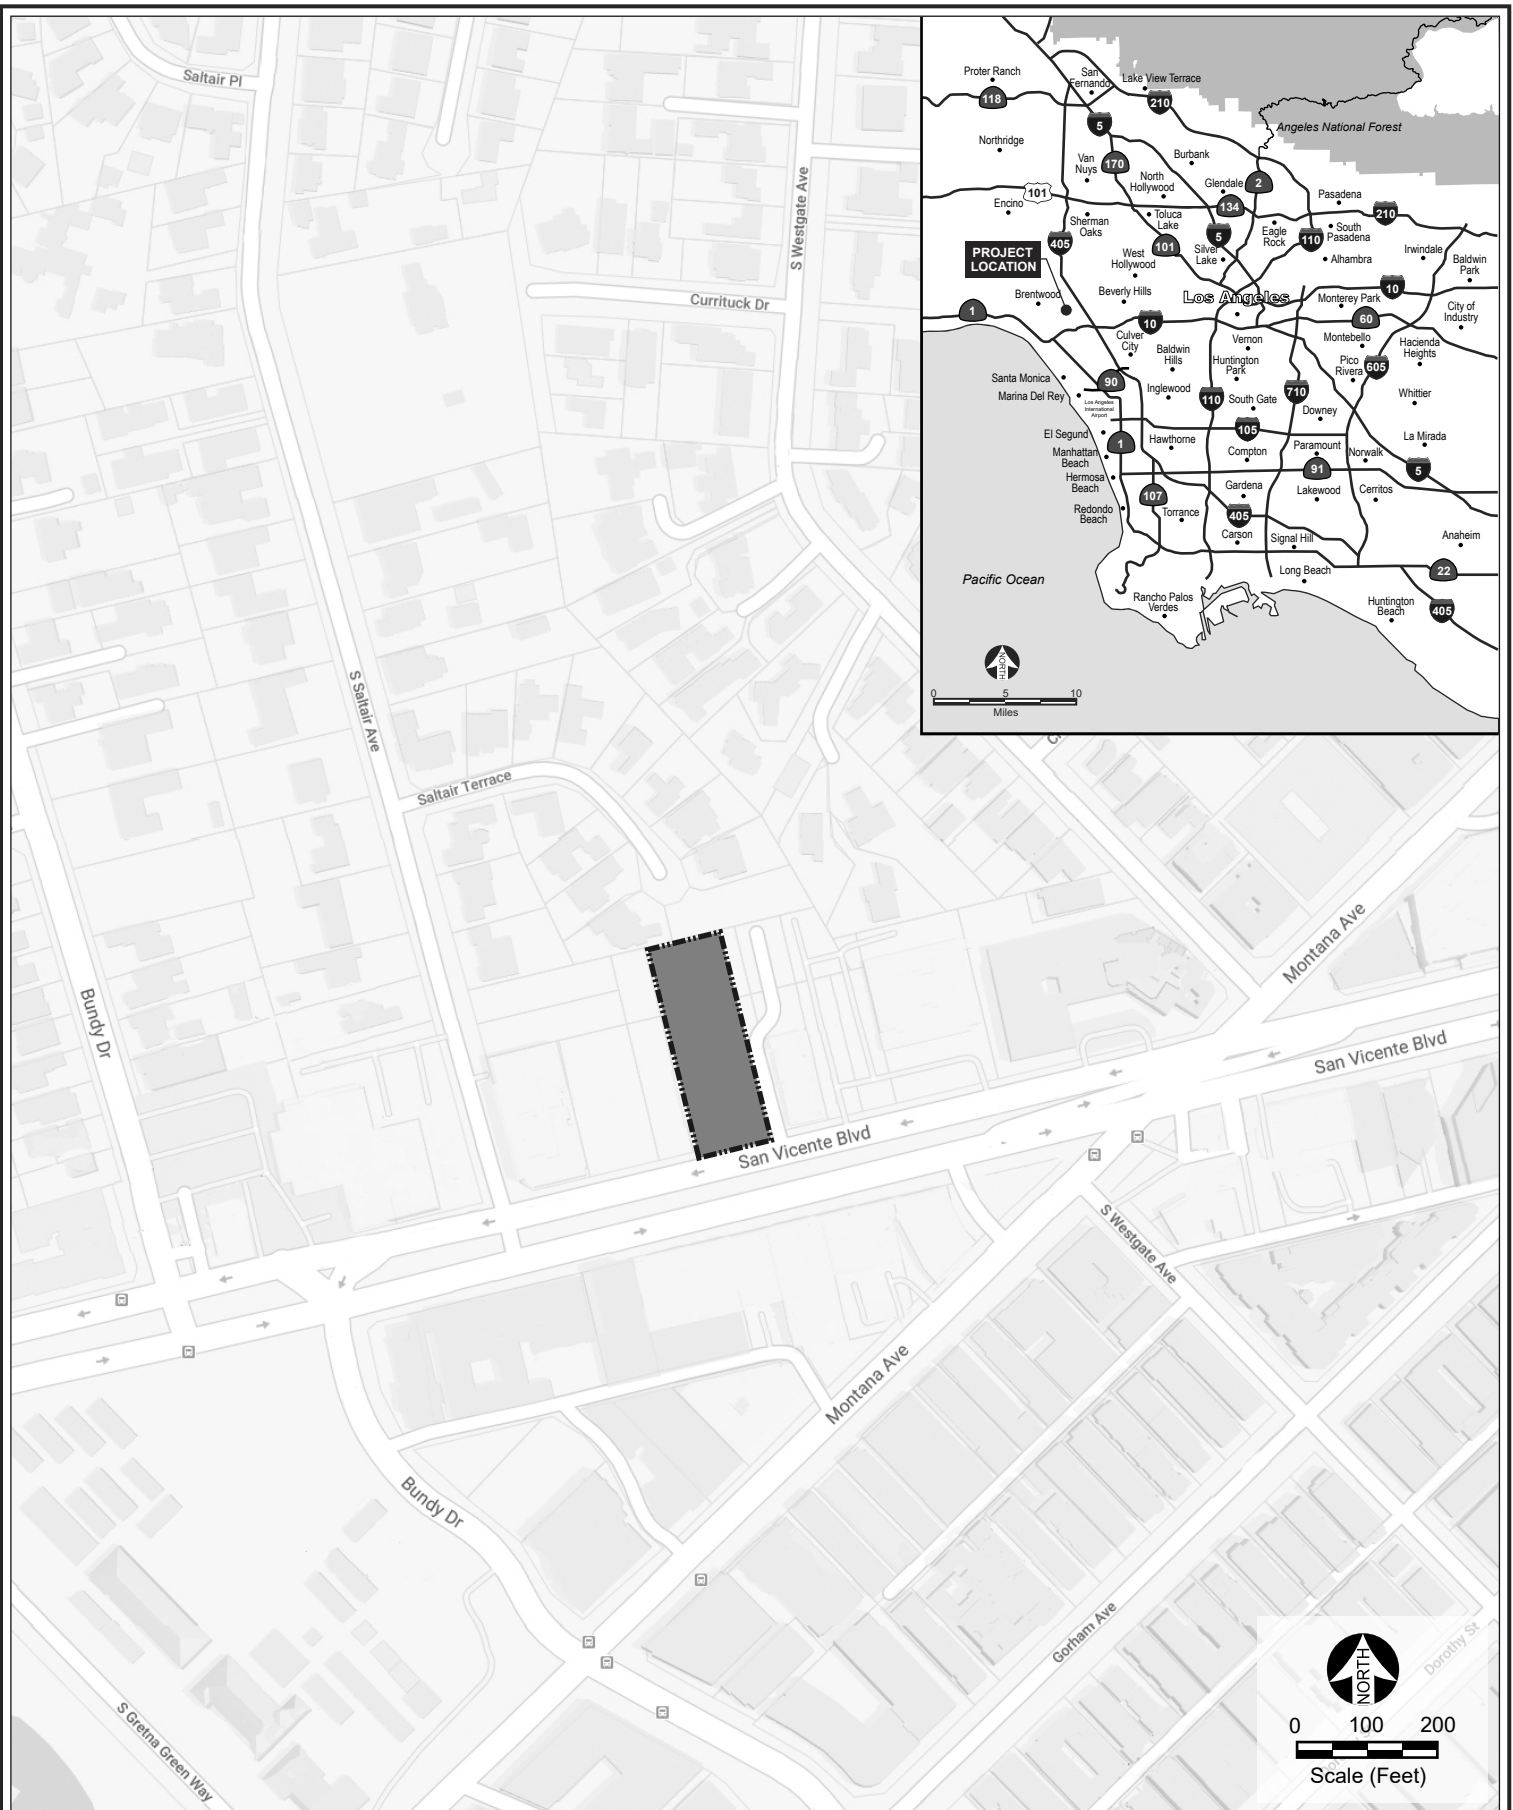 Saltair Pl
S Westgate Ave
Currituck Dr
S Saltair Ave
Saltair Terrace
Bundy Dr
San Vicente Blvd
Montana Ave
San Vicente Blvd
S Westgate Ave
Montana Ave
Bundy Dr
Gorham Ave
Dorothy St
S Gretna Green Way
NORTH
0 100 200
Scale (Feet)
Proter Ranch
San
Fernando
Lake View Terrace
118
210
5
Angeles National Forest
Northridge
Van
Nuys
170
Burbank
North
Hollywood
Glendale
2
Pasadena
101
Encino
134
210
Sherman
Oaks
Toluca
Lake
405
101
5
Eagle
Rock
110
South
Pasadena
PROJECT
LOCATION
West
Hollywood
Silver
Lake
Alhambra
Irwindale
Baldwin
Park
Brentwood
Beverly Hills
Los Angeles
Monterey Park
10
1
10
60
City of
Industry
Culver
City
Baldwin
Hills
Vernon
Montebello
Hacienda
Heights
Huntington
Park
Pico
Rivera
605
Santa Monica
90
Inglewood
Marina Del Rey
Los Angeles
International
Airport
110
South Gate
710
Downey
Whittier
El Segund
1
Hawthorne
105
Compton
Paramount
Norwalk
La Mirada
Manhattan
Beach
Hermosa
Beach
91
5
107
Gardena
Lakewood
Cerritos
Redondo
Beach
Torrance
405
Carson
Signal Hill
Anaheim
Pacific Ocean
Long Beach
22
Rancho Palos
Verdes
Huntington
Beach
405
NORTH
0 5 10
Miles